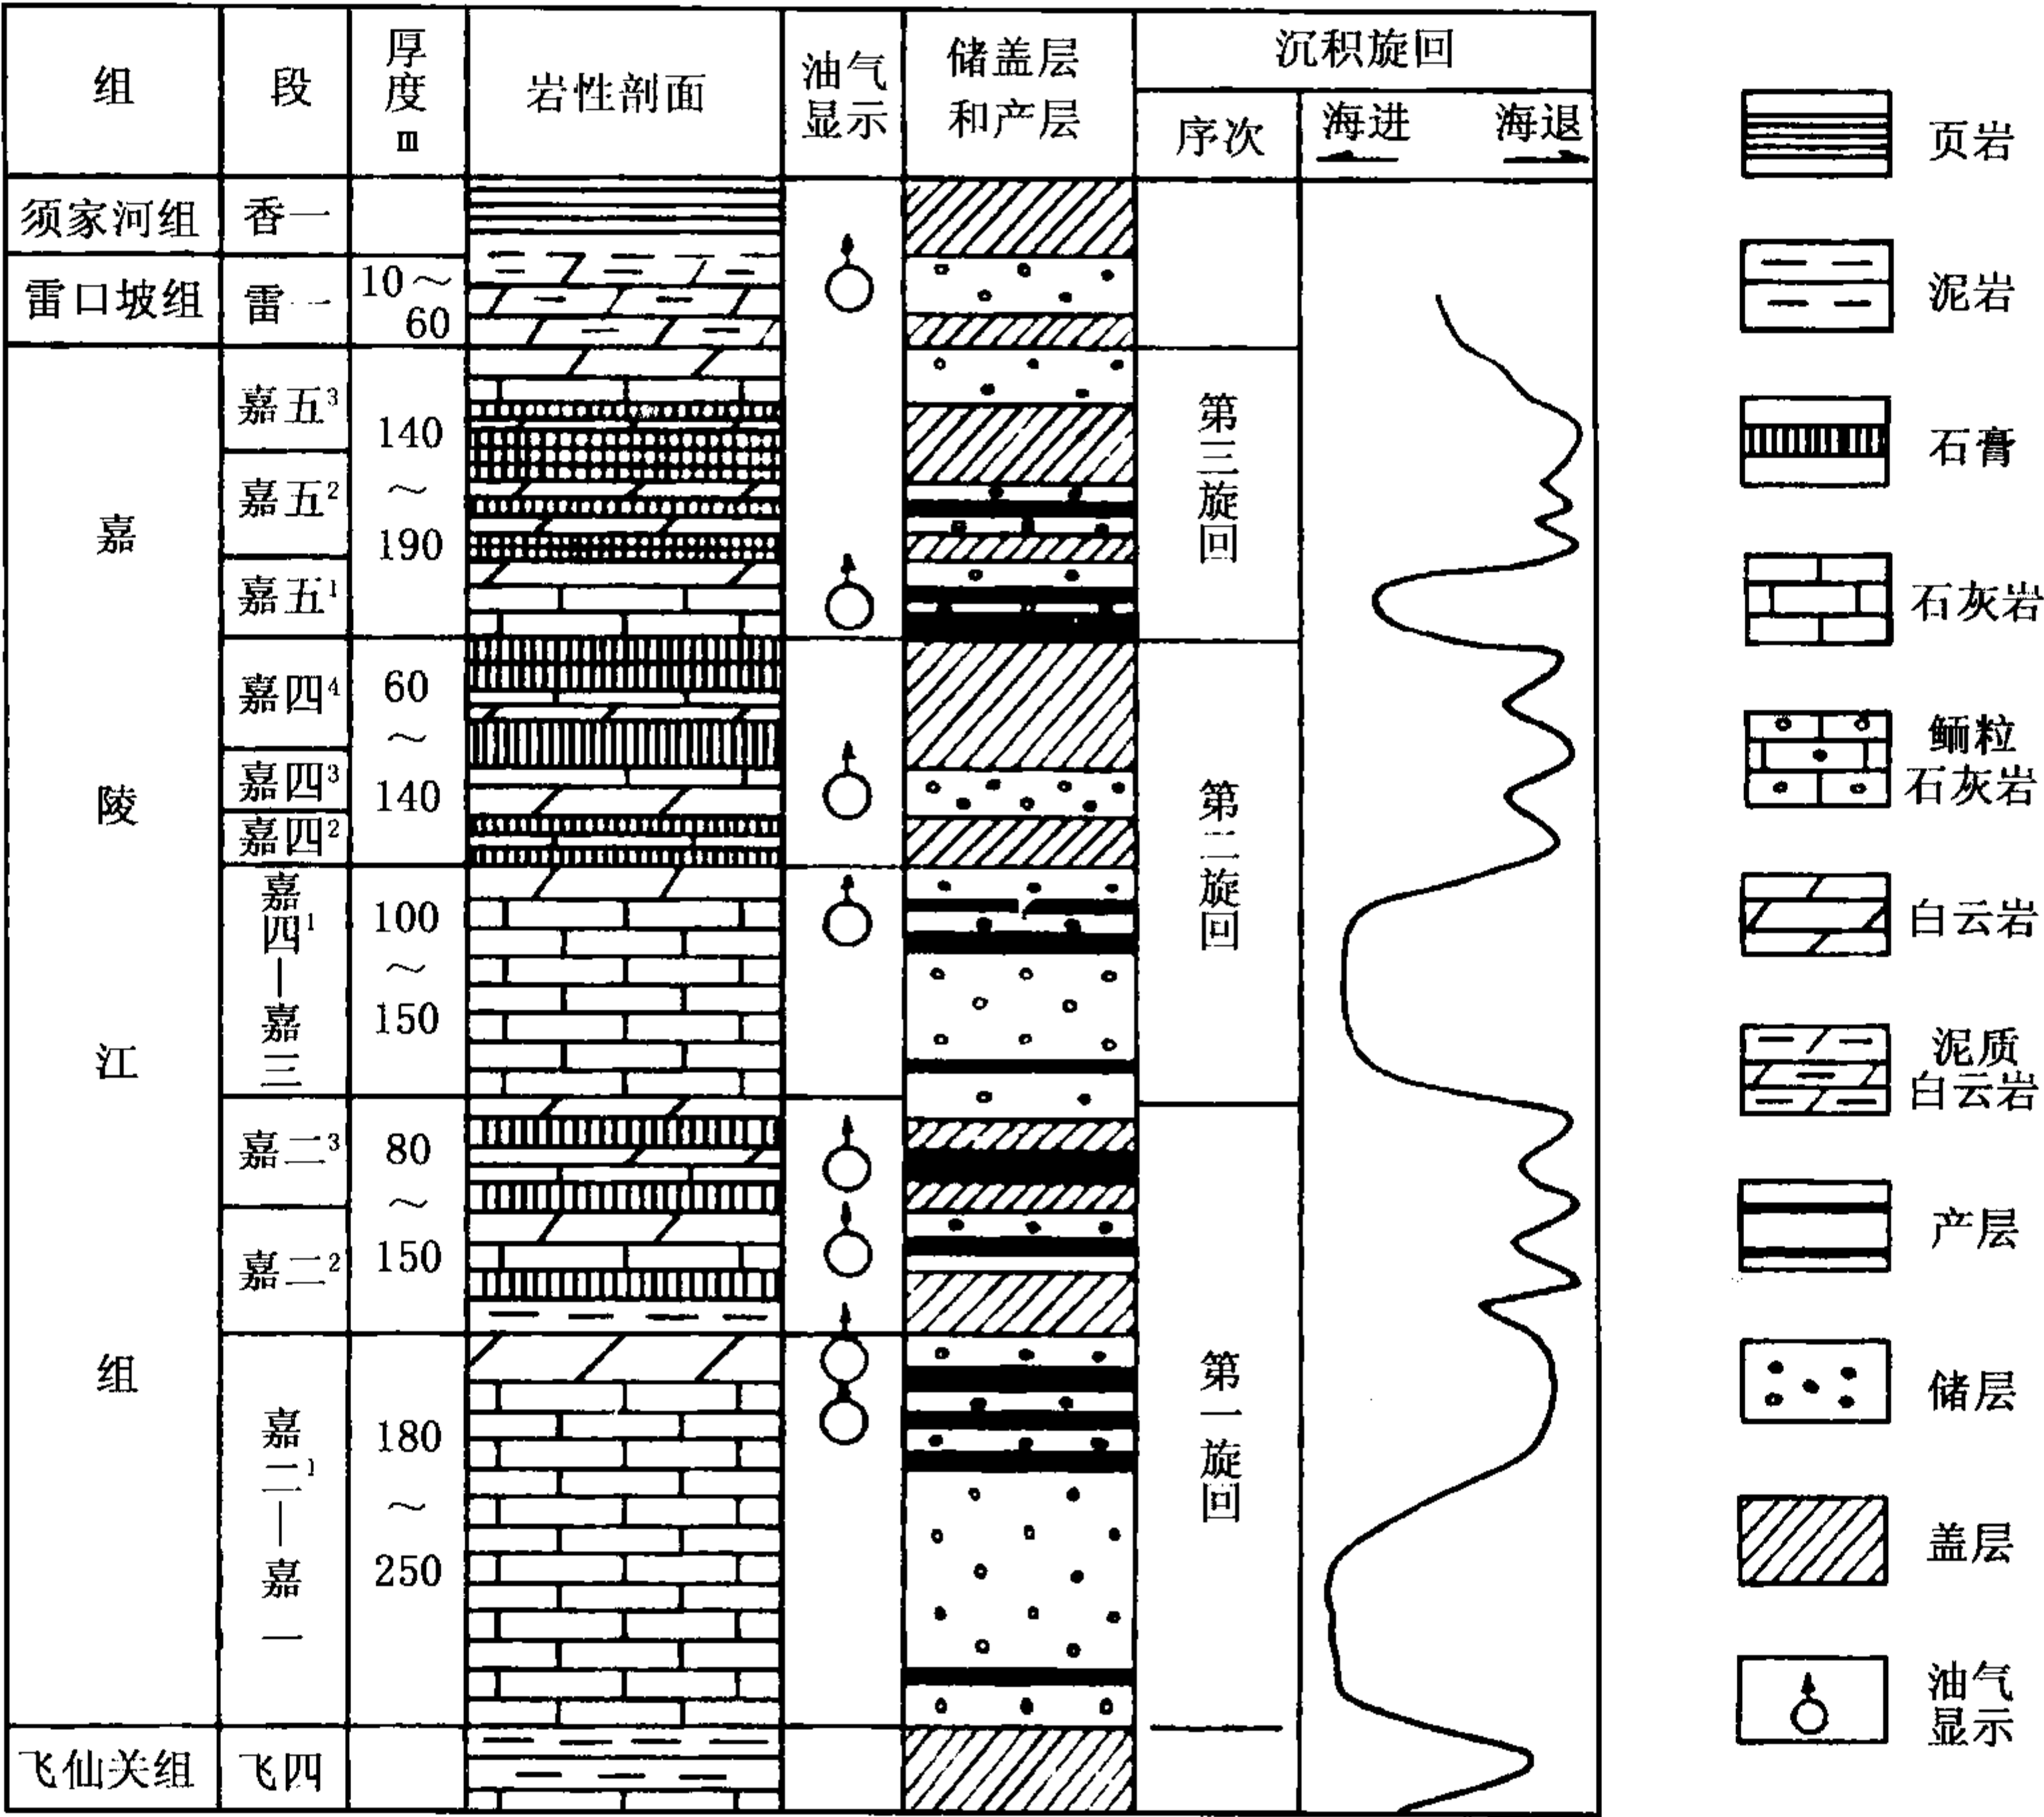 组
段
厚
度
m
岩性剖面
油气
显示
储盖层
和产层
沉积旋回
序次
海进
海退
须家河组
香一
雷口坡组
雷一
10～
60
嘉
陵
江
组
嘉五³
嘉五²
嘉五¹
140
～
190
嘉四⁴
嘉四³
嘉四²
60
～
140
嘉
四¹
—
嘉
三
100
～
150
嘉二³
嘉二²
80
～
150
嘉
二¹
—
嘉
一
180
～
250
飞仙关组
飞四
第
三
旋
回
第
二
旋
回
第
一
旋
回
页岩
泥岩
石膏
石灰岩
鲕粒
石灰岩
白云岩
泥质
白云岩
产层
储层
盖层
油气
显示